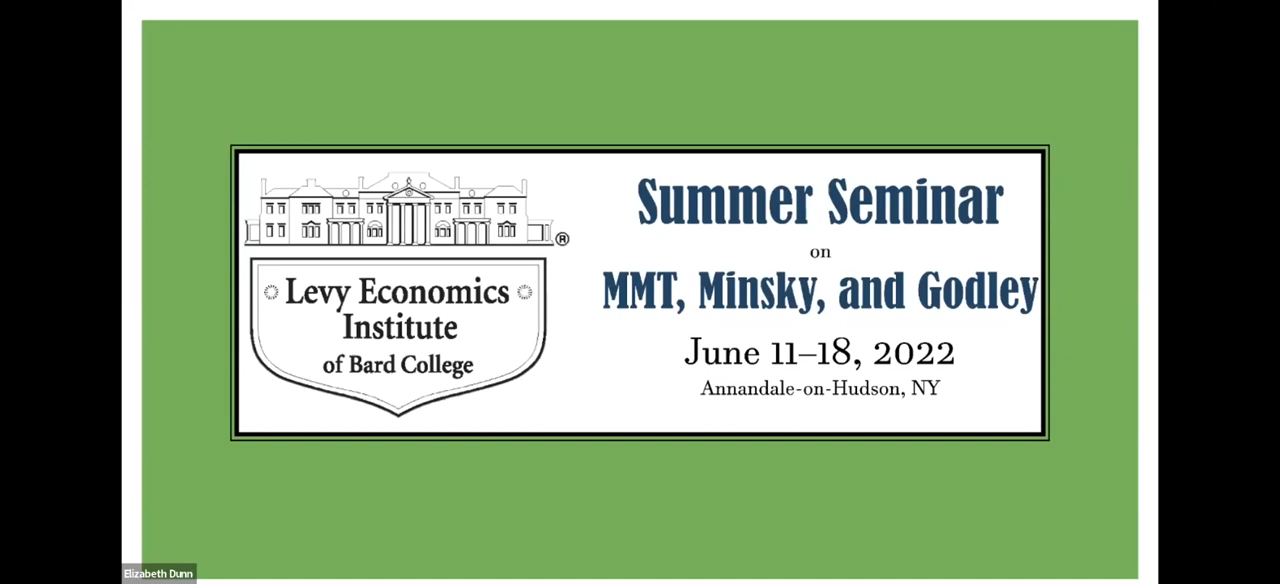 Summer Seminar
on
MMT, Minsky, and Godley
June 11–18, 2022
Annandale-on-Hudson, NY
®
Levy Economics
Institute
of Bard College
Elizabeth Dunn